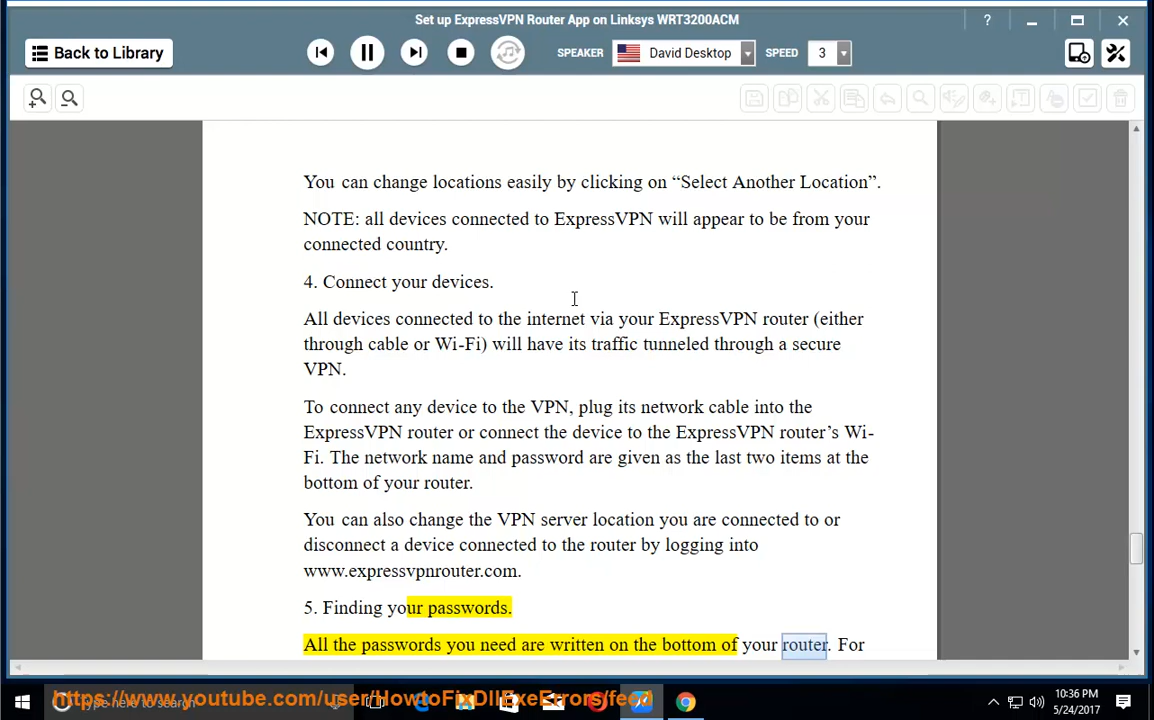 Set up ExpressVPN Router App on Linksys WRT3200ACM
Back to Library
SPEAKER
David Desktop
SPEED
3
You can change locations easily by clicking on “Select Another Location”.
NOTE: all devices connected to ExpressVPN will appear to be from your
connected country.
4. Connect your devices.
All devices connected to the internet via your ExpressVPN router (either
through cable or Wi-Fi) will have its traffic tunneled through a secure
VPN.
To connect any device to the VPN, plug its network cable into the
ExpressVPN router or connect the device to the ExpressVPN router’s Wi-
Fi. The network name and password are given as the last two items at the
bottom of your router.
You can also change the VPN server location you are connected to or
disconnect a device connected to the router by logging into
www.expressvpnrouter.com.
5. Finding your passwords.
All the passwords you need are written on the bottom of your router. For
https://www.youtube.com/user/HowtoFixDllExeErrors/feed
Type here to search
10:36 PM
5/24/2017